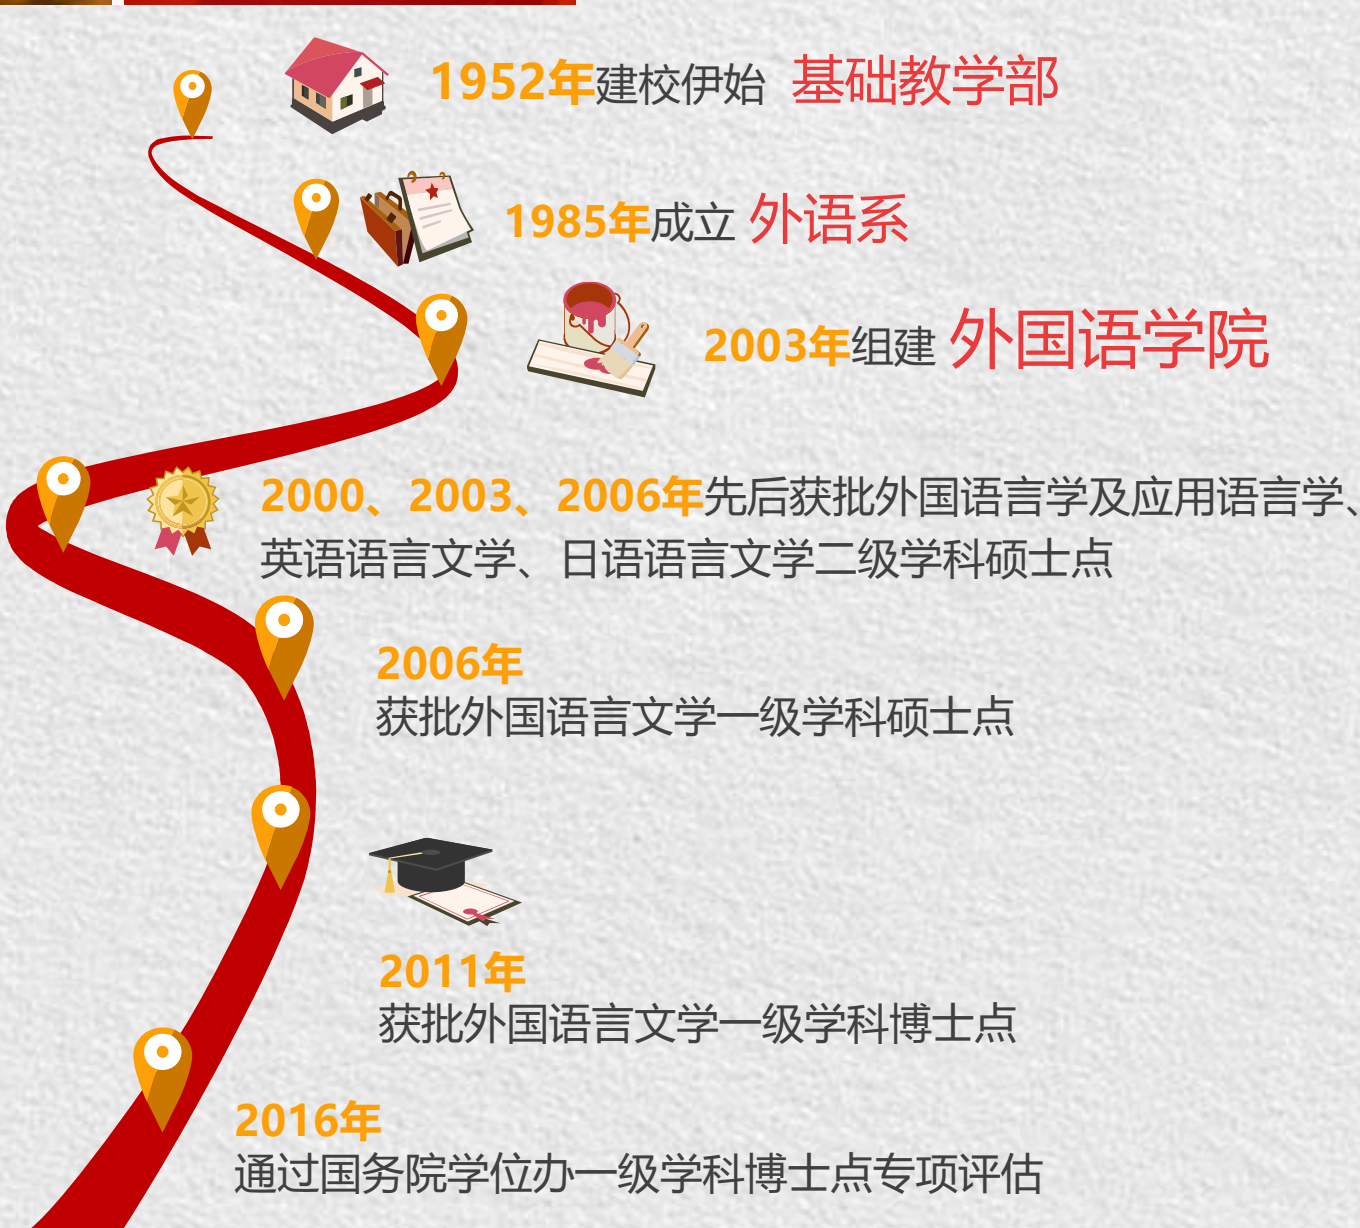 1952年建校伊始 基础教学部
1985年成立 外语系
2003年组建 外国语学院
2000、2003、2006年先后获批外国语言学及应用语言学、
英语语言文学、日语语言文学二级学科硕士点
2006年
获批外国语言文学一级学科硕士点
2011年
获批外国语言文学一级学科博士点
2016年
通过国务院学位办一级学科博士点专项评估